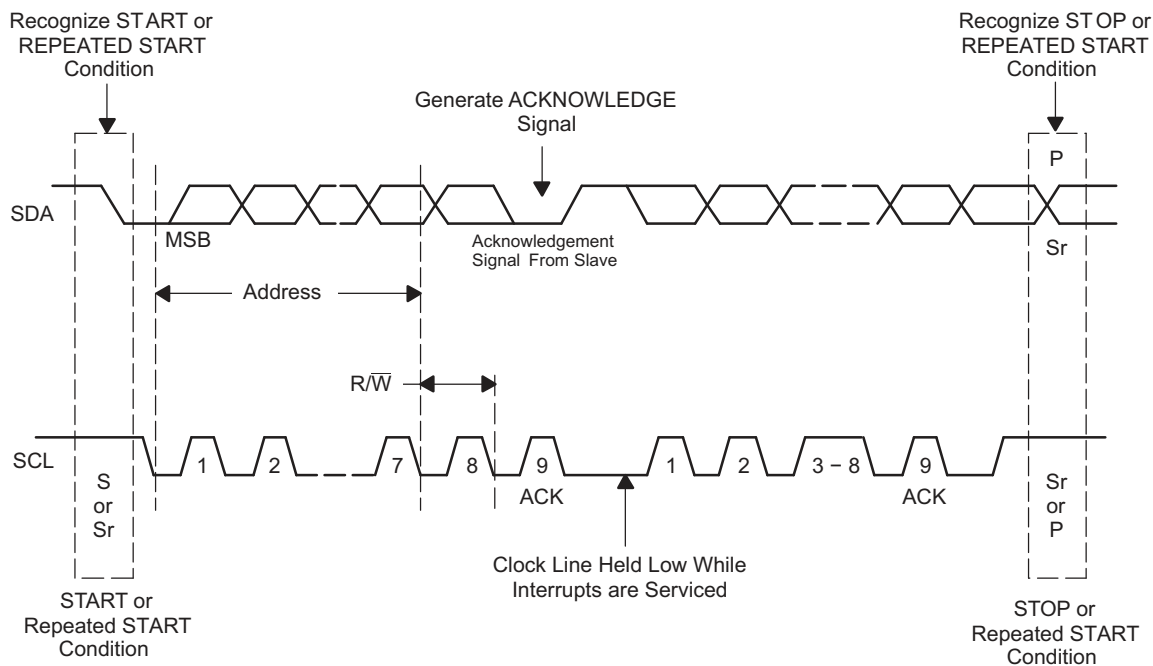 Recognize START or
REPEATED START
Condition
Recognize STOP or
REPEATED START
Condition
Generate ACKNOWLEDGE
Signal
P
SDA
MSB
Acknowledgement
Signal From Slave
Sr
Address
R/W̅
SCL
1
2
7
8
9
1
2
3 – 8
9
ACK
ACK
S
or
Sr
Sr
or
P
Clock Line Held Low While
Interrupts are Serviced
START or
Repeated START
Condition
STOP or
Repeated START
Condition